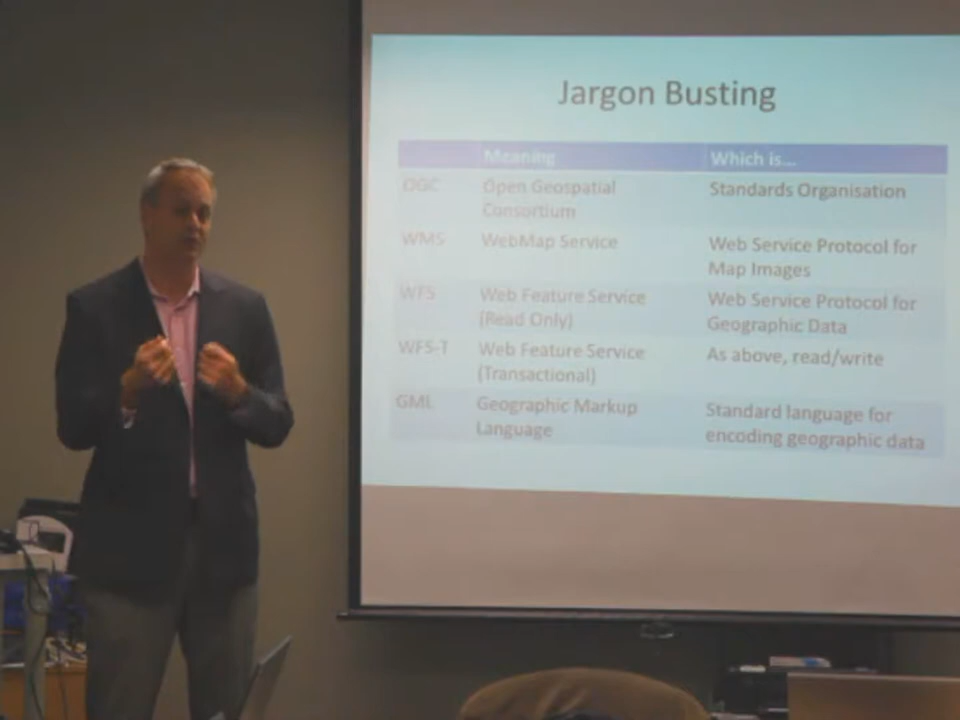 Jargon Busting
Meaning Which is...
OGC Open Geospatial Standards Organisation
Consortium
WMS WebMap Service Web Service Protocol for
Map Images
WFS Web Feature Service Web Service Protocol for
(Read Only) Geographic Data
WFS-T Web Feature Service As above, read/write
(Transactional)
GML Geographic Markup Standard language for
Language encoding geographic data